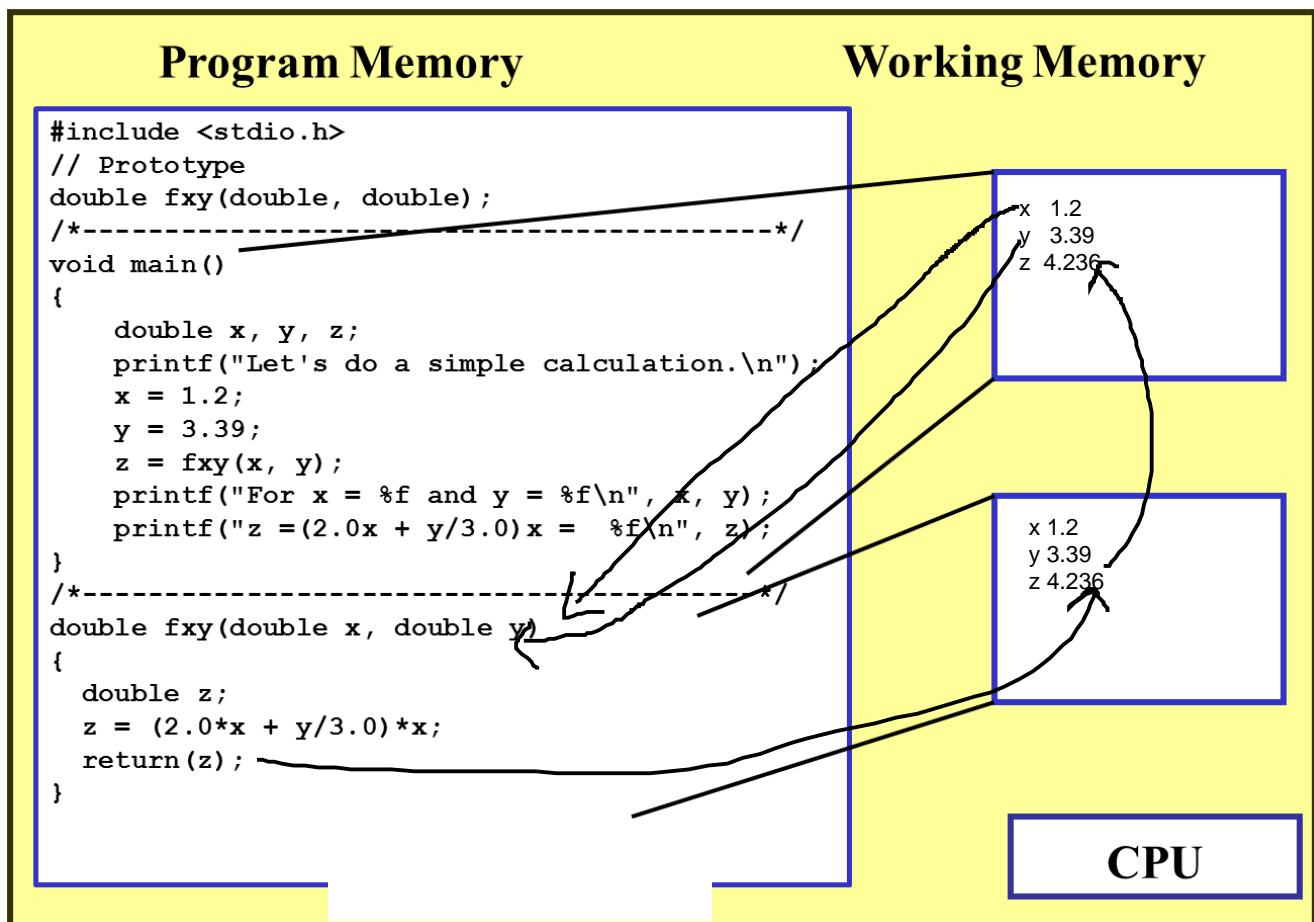 Program Memory
Working Memory
#include <stdio.h>
// Prototype
double fxy(double, double);
/*------------------------------------------*/
void main()
{
    double x, y, z;
    printf("Let's do a simple calculation.\n");
    x = 1.2;
    y = 3.39;
    z = fxy(x, y);
    printf("For x = %f and y = %f\n", x, y);
    printf("z =(2.0x + y/3.0)x =  %f\n", z);
}
/*-----------------------------------------*/
double fxy(double x, double y)
{
  double z;
  z = (2.0*x + y/3.0)*x;
  return(z);
}
x 1.2
y 3.39
z 4.236
x 1.2
y 3.39
z 4.236
CPU